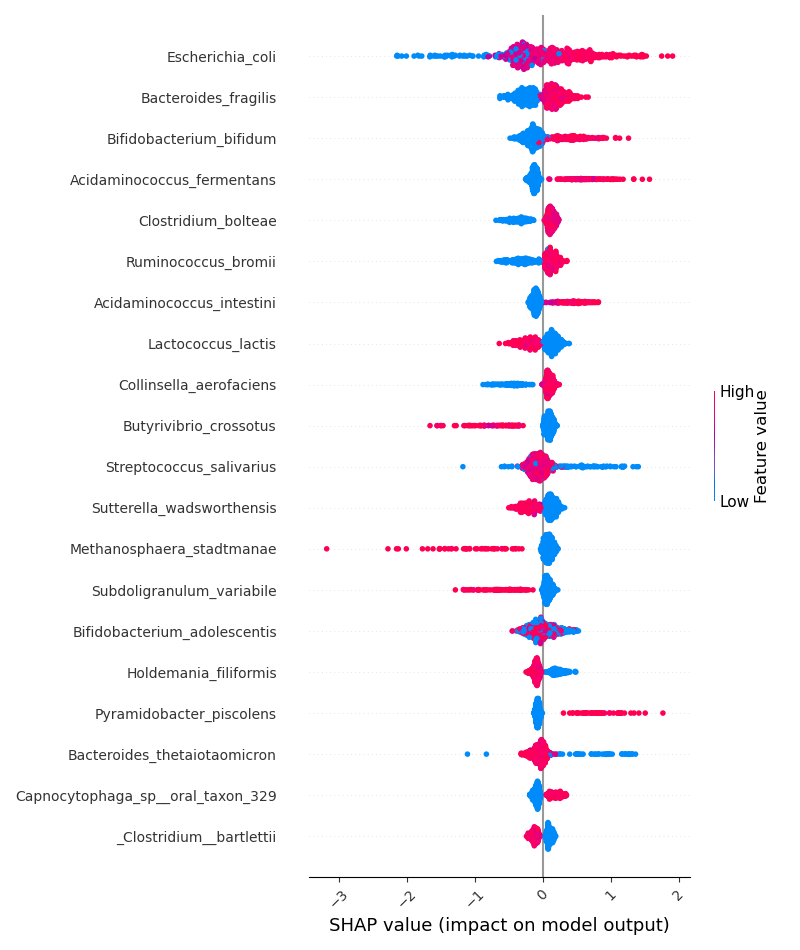 Escherichia_coli
Bacteroides_fragilis
Bifidobacterium_bifidum
Acidaminococcus_fermentans
Clostridium_bolteae
Ruminococcus_bromii
Acidaminococcus_intestini
Lactococcus_lactis
Collinsella_aerofaciens
Butyrivibrio_crossotus
Streptococcus_salivarius
Sutterella_wadsworthensis
Methanosphaera_stadtmanae
Subdoligranulum_variabile
Bifidobacterium_adolescentis
Holdemania_filiformis
Pyramidobacter_piscolens
Bacteroides_thetaiotaomicron
Capnocytophaga_sp__oral_taxon_329
_Clostridium__bartlettii
−3 −2 −1 0 1 2
SHAP value (impact on model output)
High
Low
Feature value